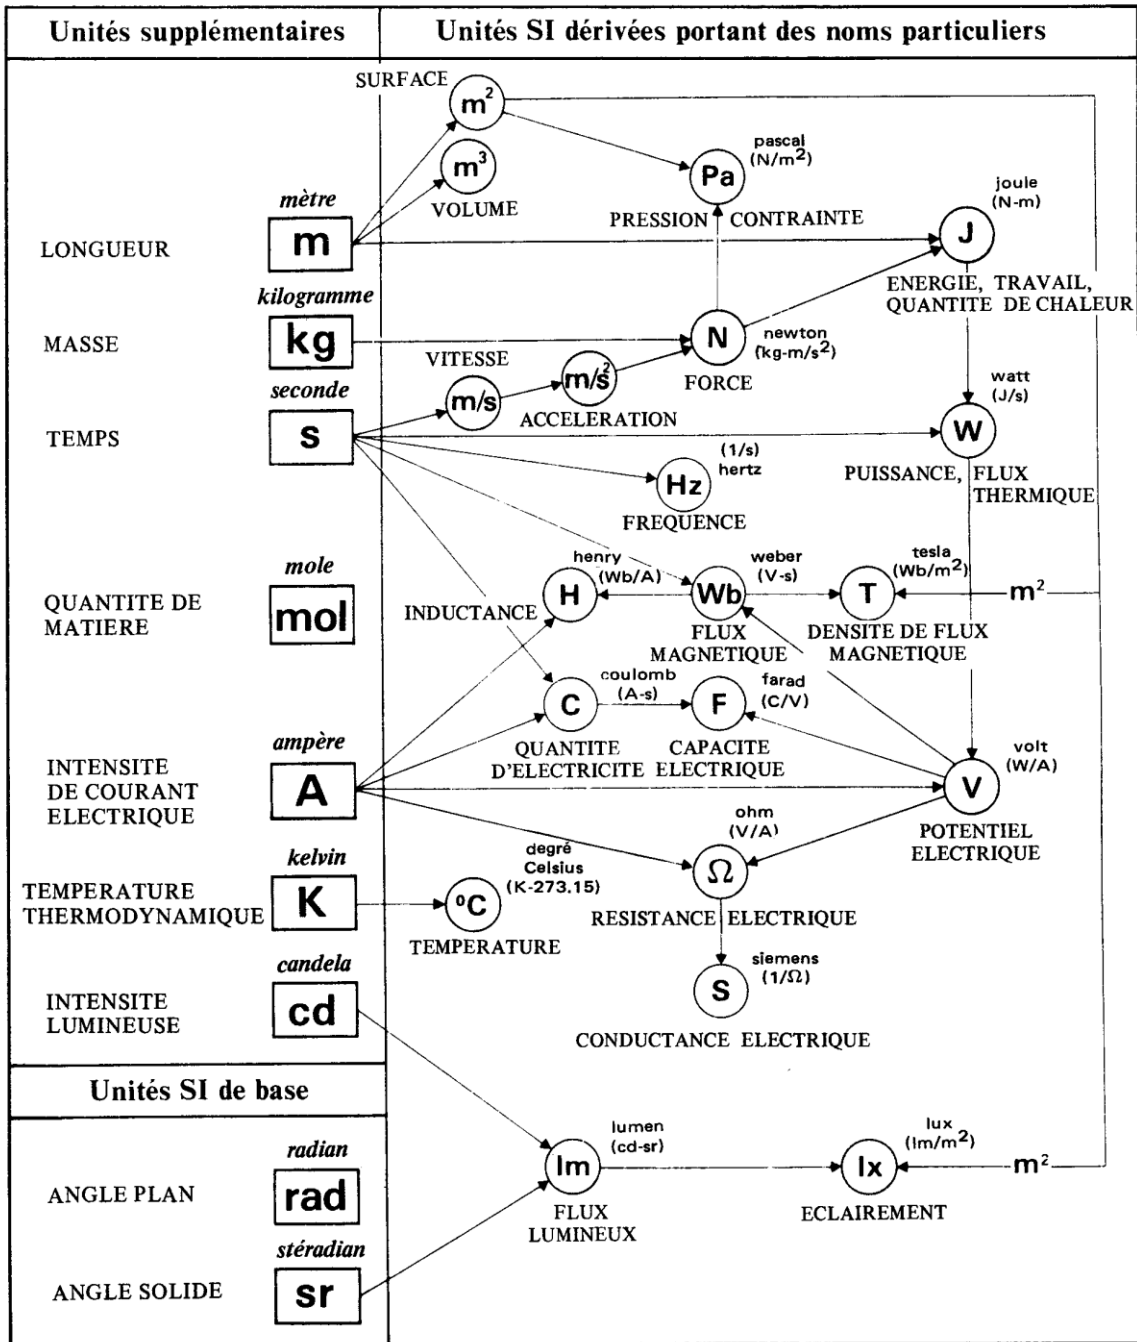 Unités supplémentaires
Unités SI dérivées portant des noms particuliers
SURFACE
m²
pascal
(N/m²)
m³
Pa
mètre
VOLUME
joule
(N-m)
LONGUEUR
m
PRESSION CONTRAINTE
J
kilogramme
ENERGIE, TRAVAIL,
QUANTITE DE CHALEUR
MASSE
kg
VITESSE
N
newton
(kg-m/s²)
FORCE
seconde
m/s
m/s²
ACCELERATION
watt
(J/s)
TEMPS
s
W
(1/s)
hertz
Hz
PUISSANCE, FLUX
THERMIQUE
FREQUENCE
mole
henry
(Wb/A)
weber
(V-s)
tesla
(Wb/m²)
QUANTITE DE
MATIERE
mol
INDUCTANCE
H
Wb
T
m²
FLUX
MAGNETIQUE
DENSITE DE FLUX
MAGNETIQUE
coulomb
(A-s)
farad
(C/V)
C
F
ampère
QUANTITE
D'ELECTRICITE
CAPACITE
ELECTRIQUE
volt
(W/A)
INTENSITE
DE COURANT
ELECTRIQUE
A
V
ohm
(V/A)
POTENTIEL
ELECTRIQUE
kelvin
degré
Celsius
(K-273.15)
Ω
TEMPERATURE
THERMODYNAMIQUE
K
ºC
RESISTANCE ELECTRIQUE
TEMPERATURE
candela
siemens
(1/Ω)
INTENSITE
LUMINEUSE
cd
S
CONDUCTANCE ELECTRIQUE
Unités SI de base
radian
lumen
(cd-sr)
lux
(lm/m²)
ANGLE PLAN
rad
lm
lx
m²
FLUX
LUMINEUX
ECLAIREMENT
stéradian
ANGLE SOLIDE
sr